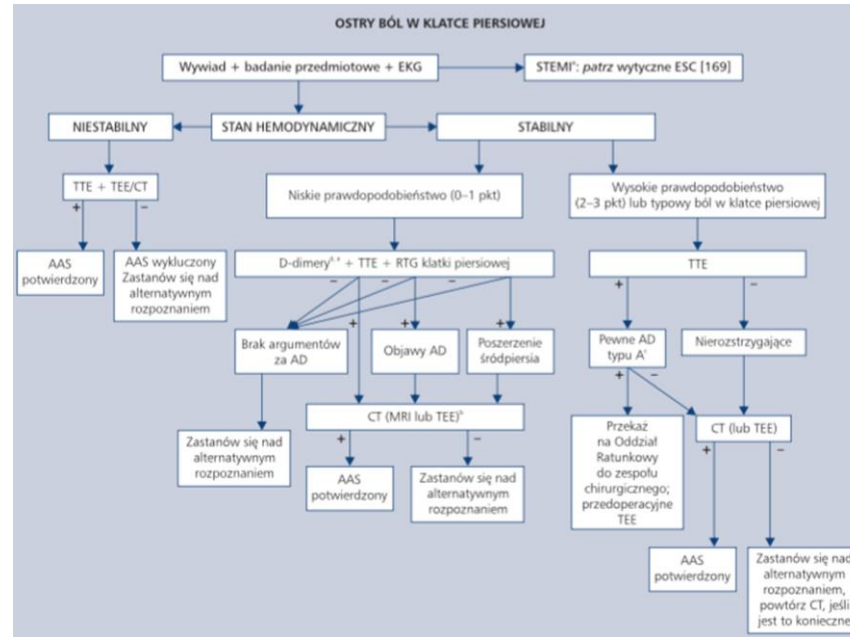 OSTRY BÓL W KLATCE PIERSIOWEJ
Wywiad + badanie przedmiotowe + EKG
STEMIª: patrz wytyczne ESC [169]
NIESTABILNY
STAN HEMODYNAMICZNY
STABILNY
TTE + TEE/CT
Niskie prawdopodobieństwo (0–1 pkt)
Wysokie prawdopodobieństwo
(2–3 pkt) lub typowy ból w klatce piersiowej
+
–
AAS
potwierdzony
AAS wykluczony
Zastanów się nad
alternatywnym
rozpoznaniem
D-dimery + TTE + RTG klatki piersiowej
TTE
–
–
–
+
+
+
+
–
Brak argumentów
za AD
Objawy AD
Poszerzenie
śródpiersia
Pewne AD
typu A
Nierozstrzygające
+
–
CT (MRI lub TEE)
Zastanów się nad
alternatywnym
rozpoznaniem
+
–
AAS
potwierdzony
Zastanów się nad
alternatywnym
rozpoznaniem
Przekaż
na Oddział
Ratunkowy
do zespołu
chirurgicznego;
przedoperacyjne
TEE
CT (lub TEE)
+
–
AAS
potwierdzony
Zastanów się nad
alternatywnym
rozpoznaniem,
powtórz CT, jeśli
jest to konieczne